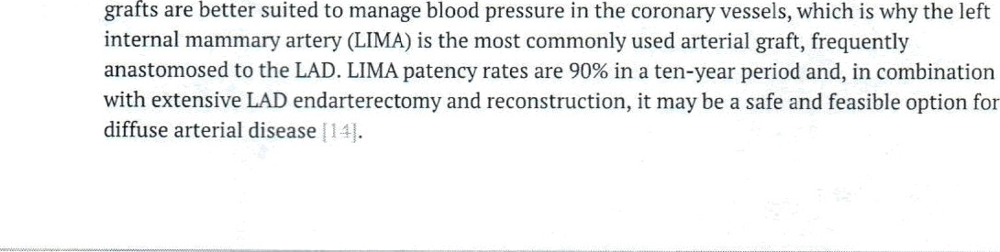 grafts are better suited to manage blood pressure in the coronary vessels, which is why the left
internal mammary artery (LIMA) is the most commonly used arterial graft, frequently
anastomosed to the LAD. LIMA patency rates are 90% in a ten-year period and, in combination
with extensive LAD endarterectomy and reconstruction, it may be a safe and feasible option for
diffuse arterial disease [14].